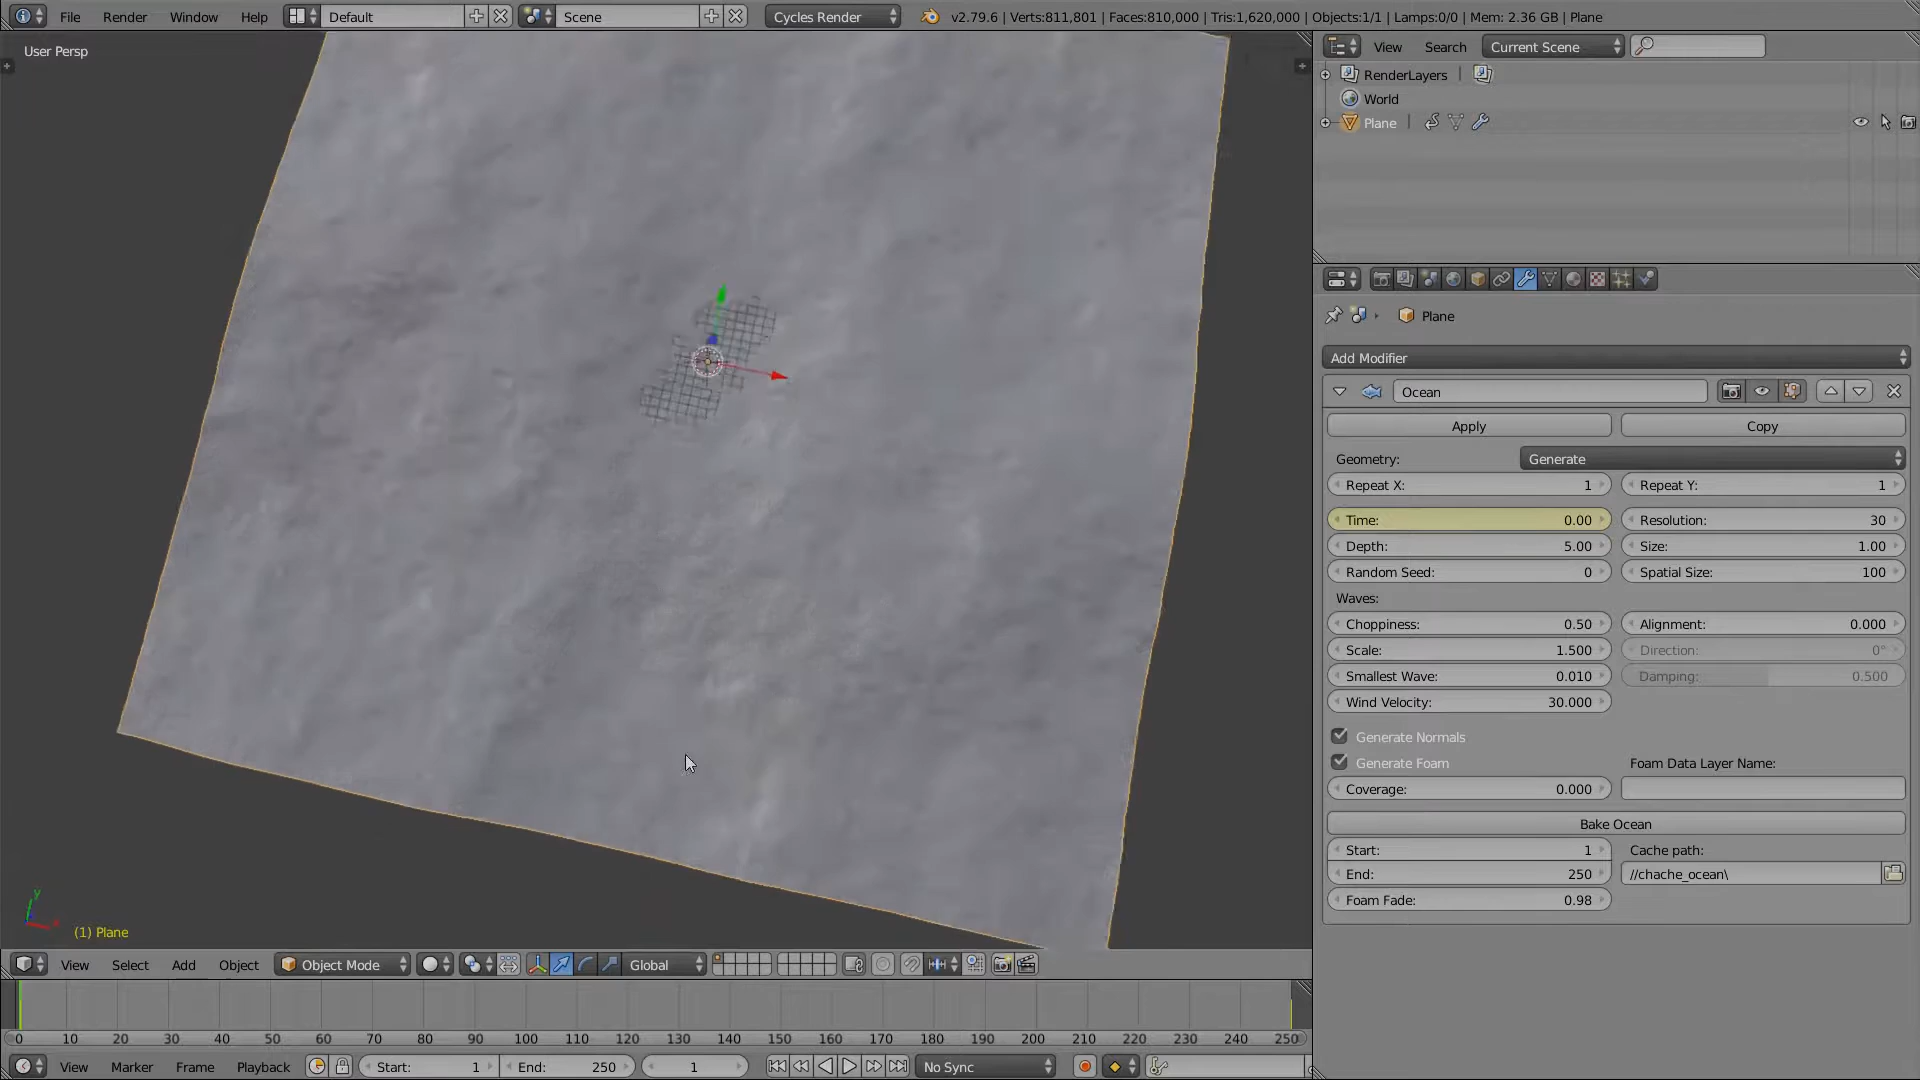 File Render Window Help Default Scene Cycles Render v2.79.6 | Verts:811,801 | Faces:810,000 | Tris:1,620,000 | Objects:1/1 | Lamps:0/0 | Mem: 2.36 GB | Plane
User Persp
View Search Current Scene
RenderLayers
World
Plane
Plane
Add Modifier
Ocean
Apply Copy
Geometry: Generate
Repeat X: 1 Repeat Y: 1
Time: 0.00 Resolution: 30
Depth: 5.00 Size: 1.00
Random Seed: 0 Spatial Size: 100
Waves:
Choppiness: 0.50 Alignment: 0.000
Scale: 1.500 Direction: 0°
Smallest Wave: 0.010 Damping: 0.500
Wind Velocity: 30.000
Generate Normals
Generate Foam Foam Data Layer Name:
Coverage: 0.000
Bake Ocean
Start: 1 Cache path:
End: 250 //chache_ocean\
Foam Fade: 0.98
y
x
(1) Plane
View Select Add Object Object Mode Global
0 10 20 30 40 50 60 70 80 90 100 110 120 130 140 150 160 170 180 190 200 210 220 230 240 250
View Marker Frame Playback Start: 1 End: 250 1 No Sync